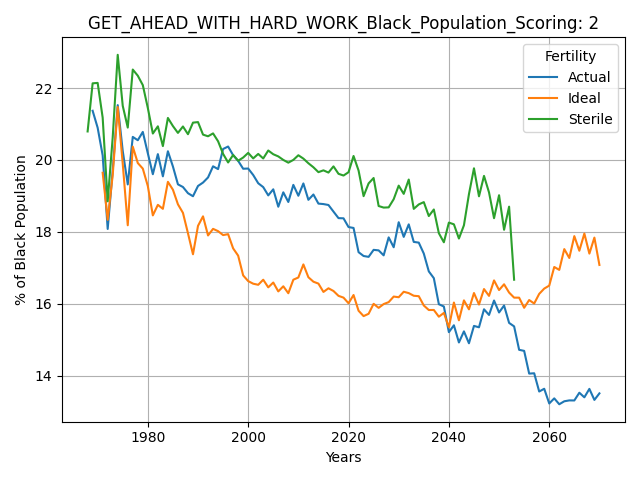 GET_AHEAD_WITH_HARD_WORK_Black_Population_Scoring: 2
Fertility
Actual
Ideal
Sterile
% of Black Population
22
20
18
16
14
1980
2000
2020
2040
2060
Years